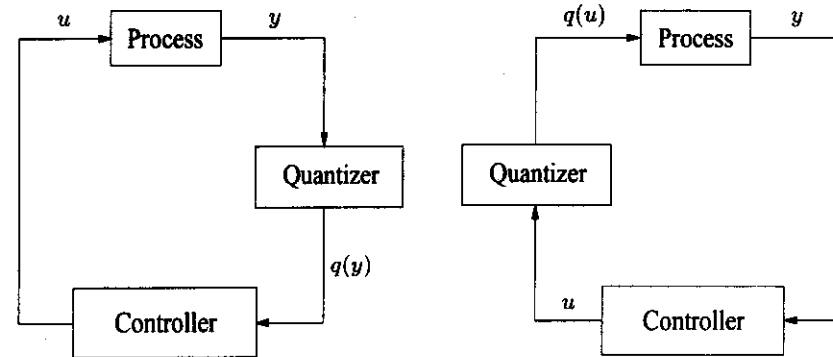 u
Process
y
Quantizer
q(y)
Controller
q(u)
Process
y
Quantizer
u
Controller